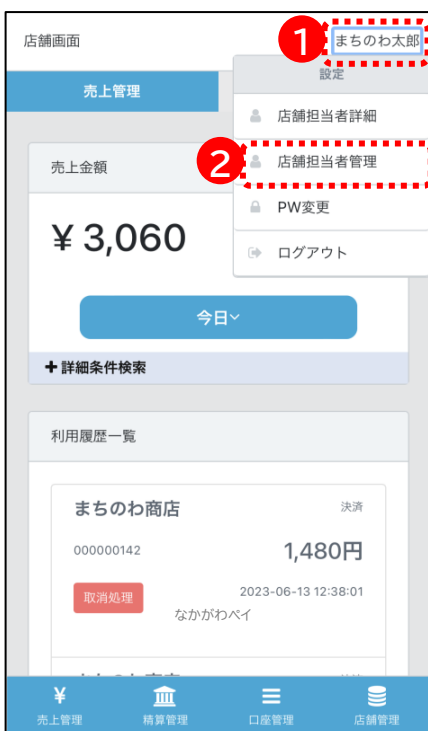 店舗画面
1
まちのわ太郎
設定
売上管理
店舗担当者詳細
売上金額
2
店舗担当者管理
PW変更
¥ 3,060
ログアウト
今日
+ 詳細条件検索
利用履歴一覧
まちのわ商店
決済
000000142
1,480円
取消処理
2023-06-13 12:38:01
なかがわペイ
売上管理
精算管理
口座管理
店舗管理